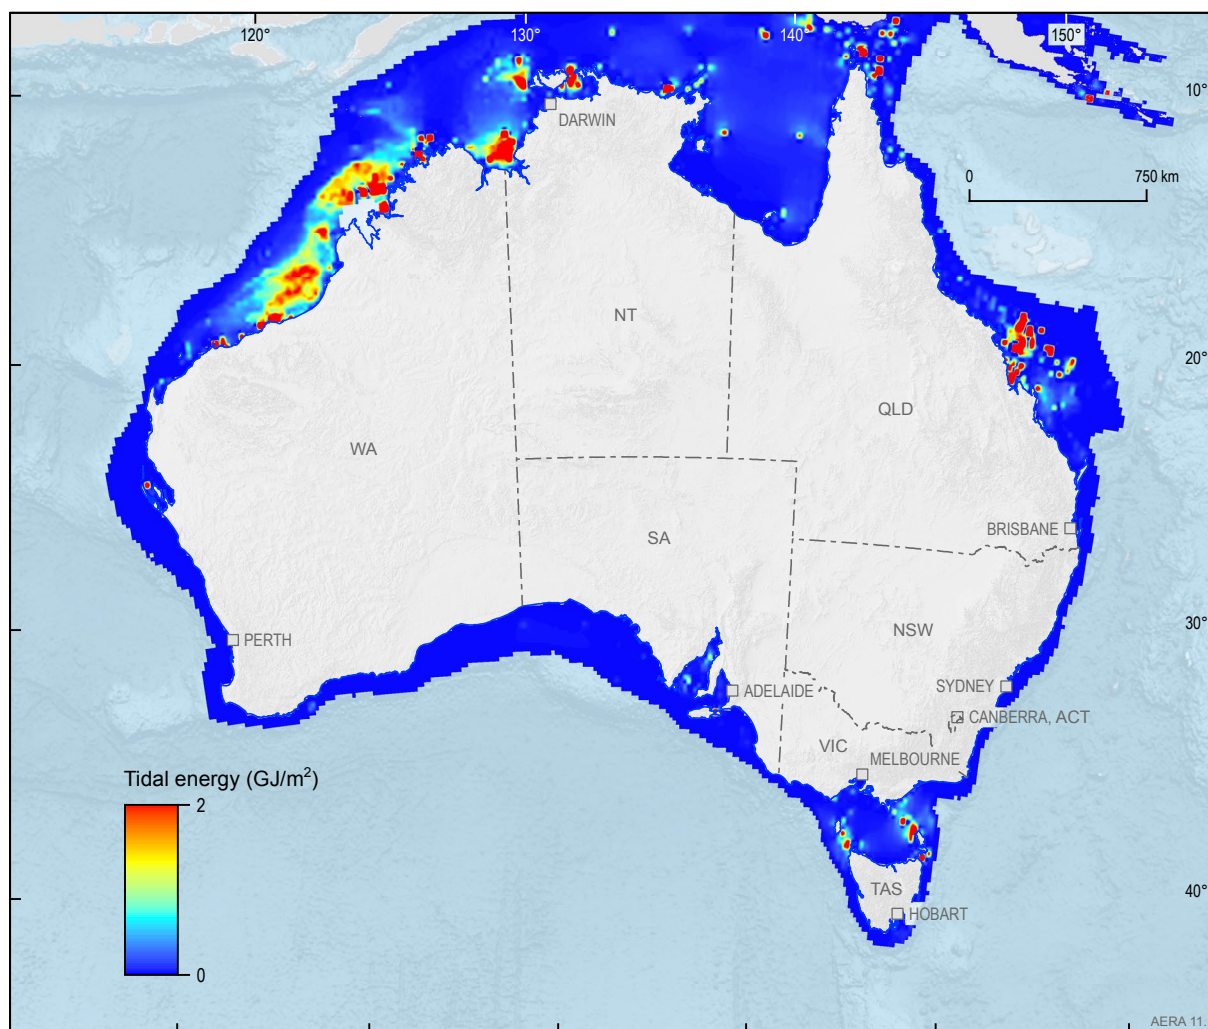 120°
130°
140°
150°
10°
DARWIN
0
750 km
NT
20°
QLD
WA
BRISBANE
SA
30°
NSW
PERTH
SYDNEY
ADELAIDE
CANBERRA, ACT
VIC
MELBOURNE
Tidal energy (GJ/m²)
2
TAS
40°
HOBART
0
AERA 11.